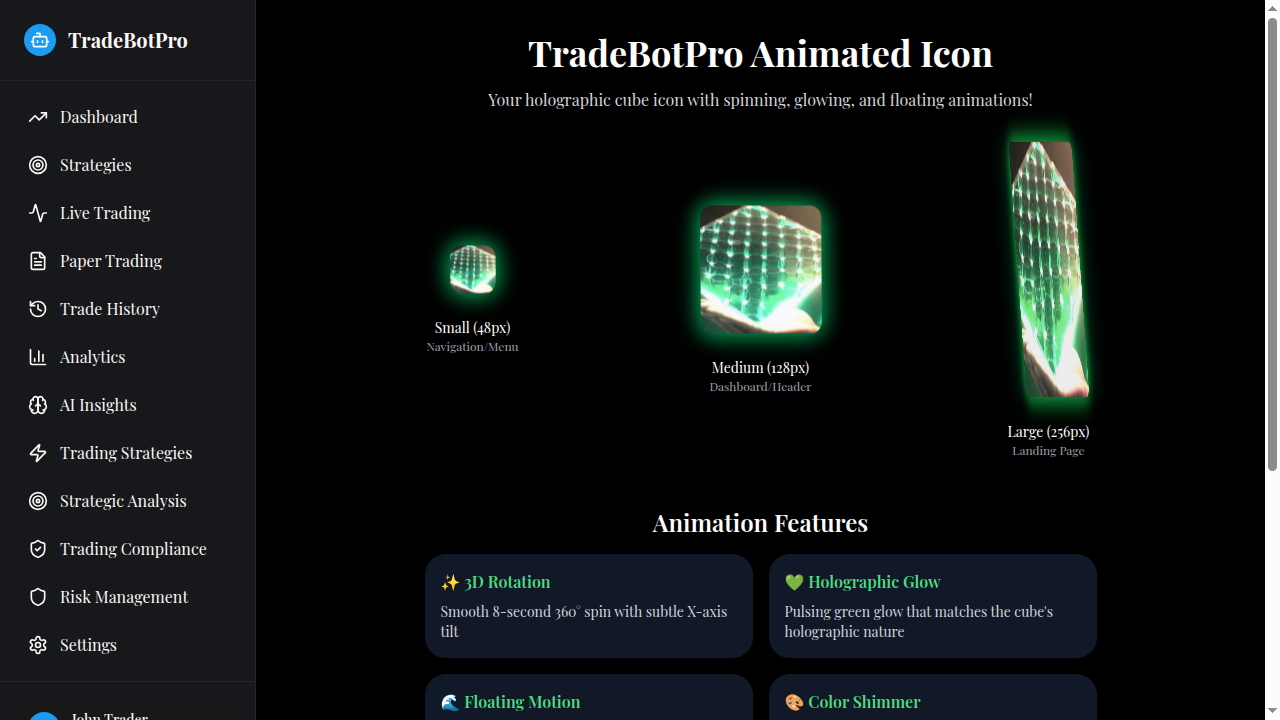 TradeBotPro
Dashboard
Strategies
Live Trading
Paper Trading
Trade History
Analytics
AI Insights
Trading Strategies
Strategic Analysis
Trading Compliance
Risk Management
Settings
John Trader
TradeBotPro Animated Icon
Your holographic cube icon with spinning, glowing, and floating animations!
Small (48px)
Navigation/Menu
Medium (128px)
Dashboard/Header
Large (256px)
Landing Page
Animation Features
✨ 3D Rotation
Smooth 8-second 360° spin with subtle X-axis
tilt
💚 Holographic Glow
Pulsing green glow that matches the cube's
holographic nature
🌊 Floating Motion
🎨 Color Shimmer